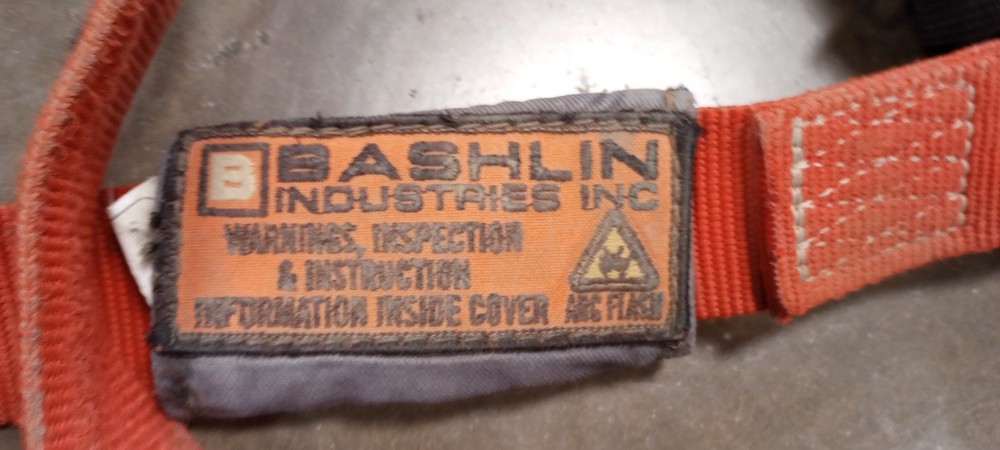 B BASHLIN
INDUSTRIES INC
WARNINGS, INSPECTION
& INSTRUCTION
INFORMATION INSIDE COVER
ARC FLASH